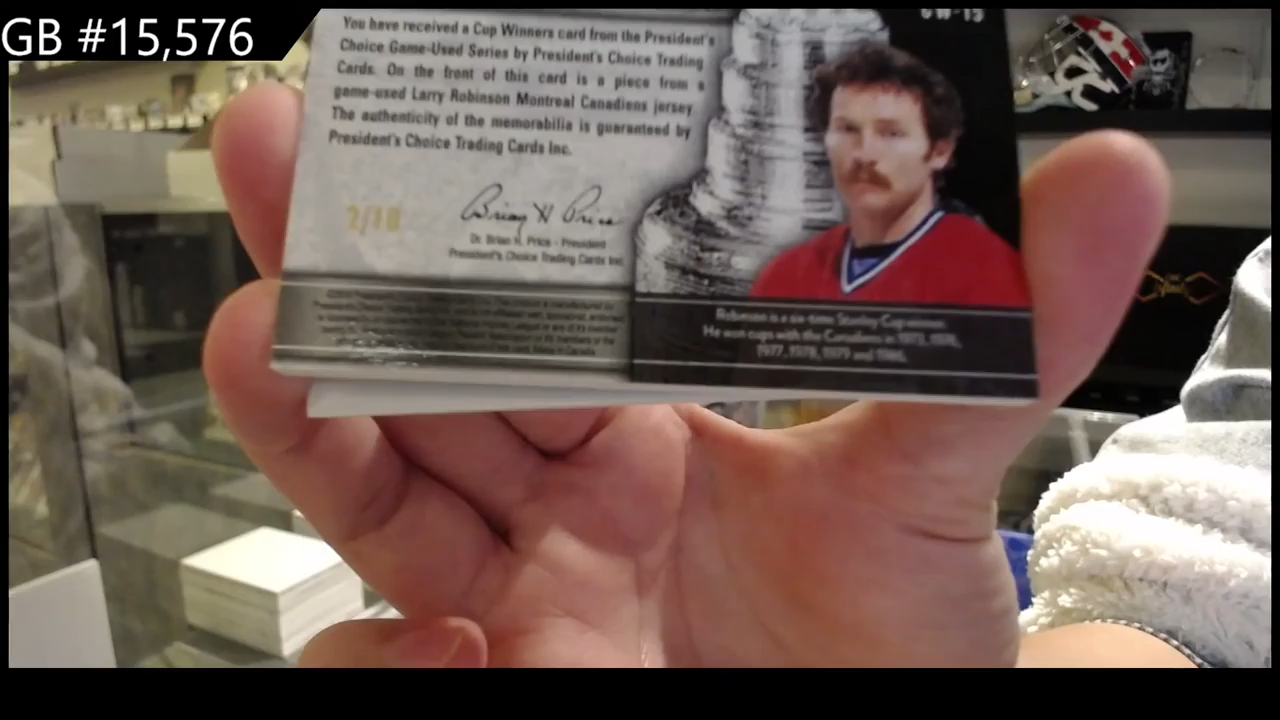 GB #15,576
You have received a Cup Winners card from the President's
Choice Game-Used Series by President's Choice Trading
Cards. On the front of this card is a piece from a
game-used Larry Robinson Montreal Canadiens jersey
The authenticity of the memorabilia is guaranteed by
President's Choice Trading Cards Inc.
2/10
Brian H Price
Dr. Brian H. Price - President
President's Choice Trading Cards Inc.
Robinson is a six-time Stanley Cup winner.
He won cups with the Canadiens in 1973, 1976,
1977, 1978, 1979 and 1986.